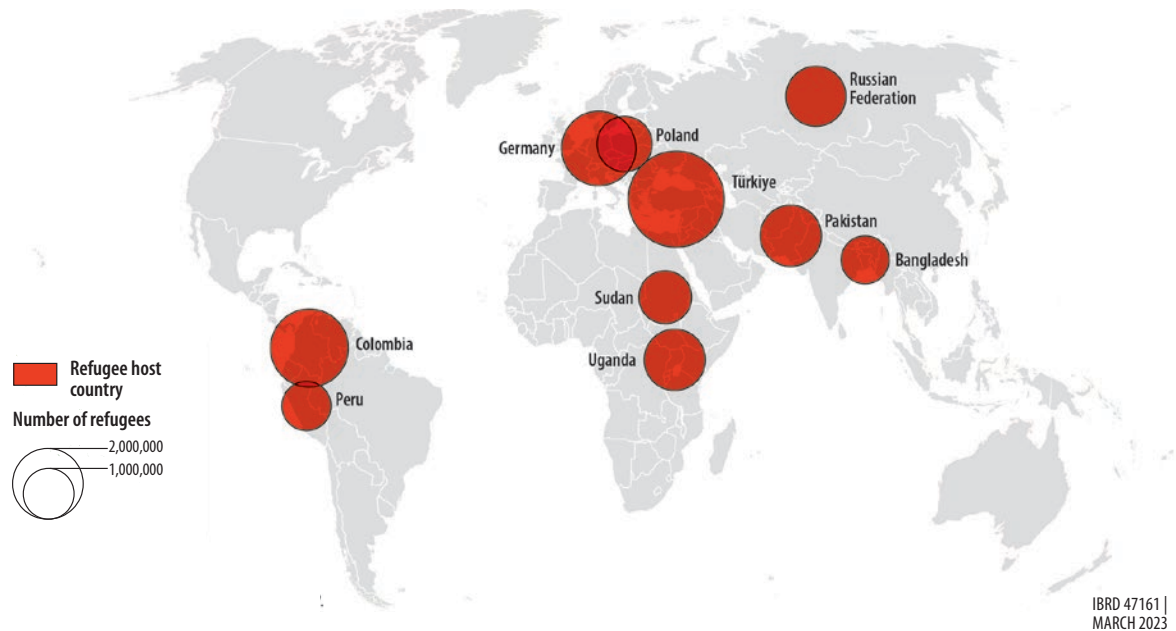 Russian
Federation
Poland
Germany
Türkiye
Pakistan
Bangladesh
Sudan
Uganda
Colombia
Peru
Refugee host
country
Number of refugees
2,000,000
1,000,000
IBRD 47161 |
MARCH 2023